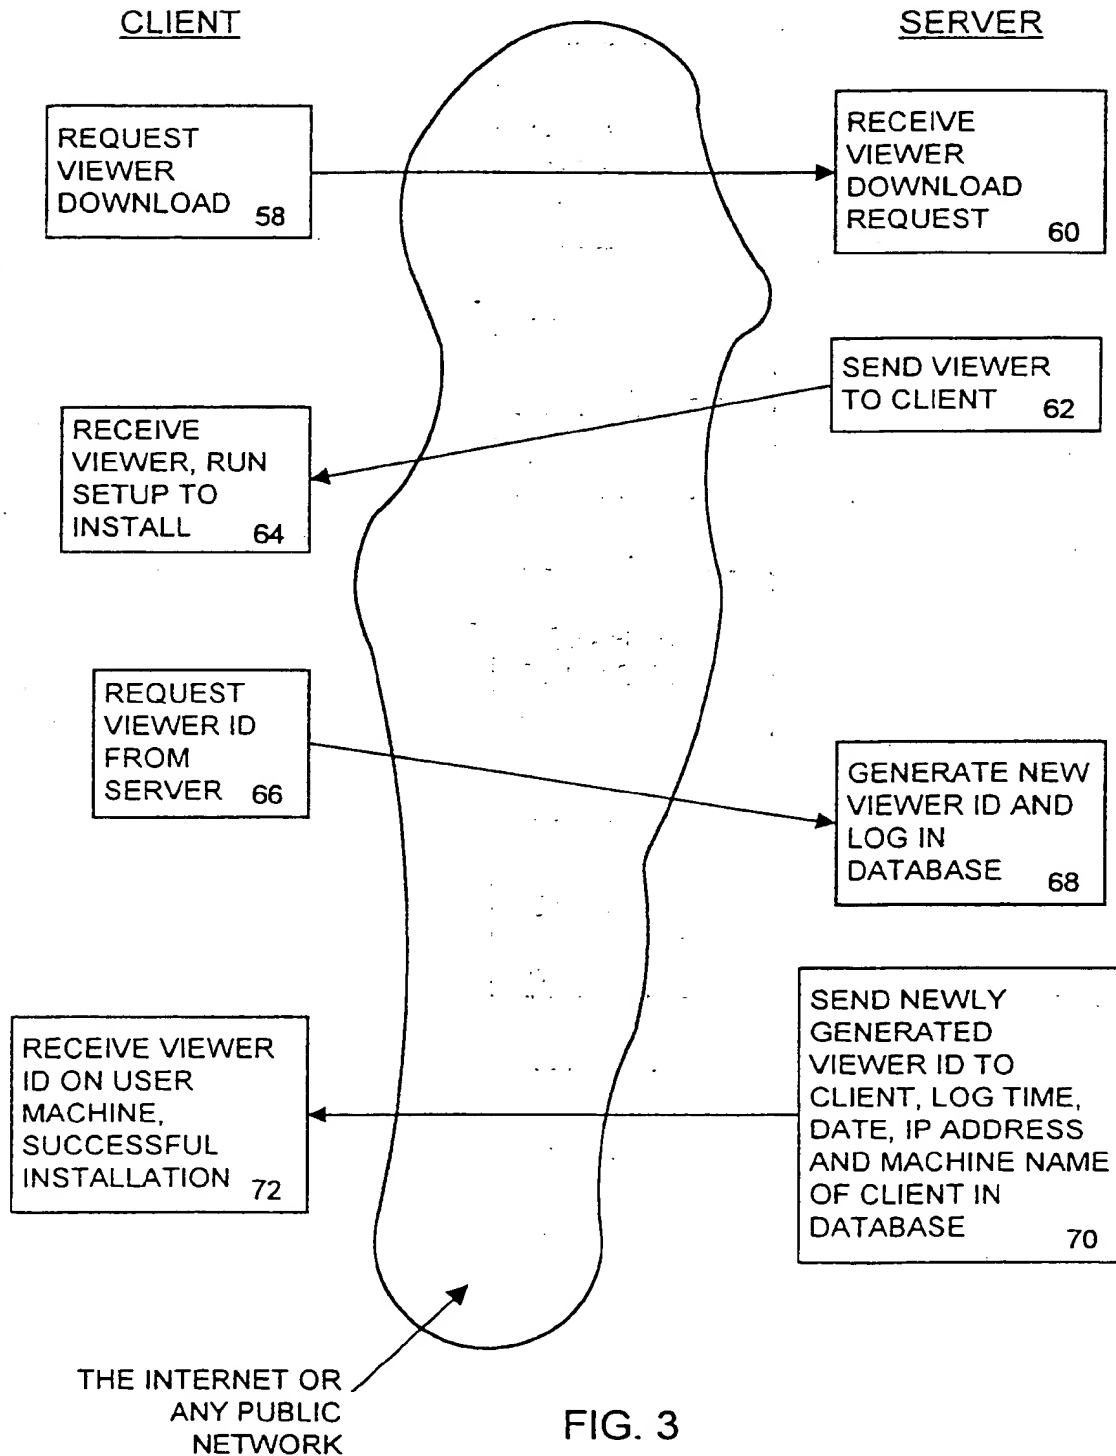 CLIENT
SERVER
REQUEST
VIEWER
DOWNLOAD 58
RECEIVE
VIEWER
DOWNLOAD
REQUEST 60
SEND VIEWER
TO CLIENT 62
RECEIVE
VIEWER, RUN
SETUP TO
INSTALL 64
REQUEST
VIEWER ID
FROM
SERVER 66
GENERATE NEW
VIEWER ID AND
LOG IN
DATABASE 68
SEND NEWLY
GENERATED
VIEWER ID TO
CLIENT, LOG TIME,
DATE, IP ADDRESS
AND MACHINE NAME
OF CLIENT IN
DATABASE 70
RECEIVE VIEWER
ID ON USER
MACHINE,
SUCCESSFUL
INSTALLATION 72
THE INTERNET OR
ANY PUBLIC
NETWORK
FIG. 3